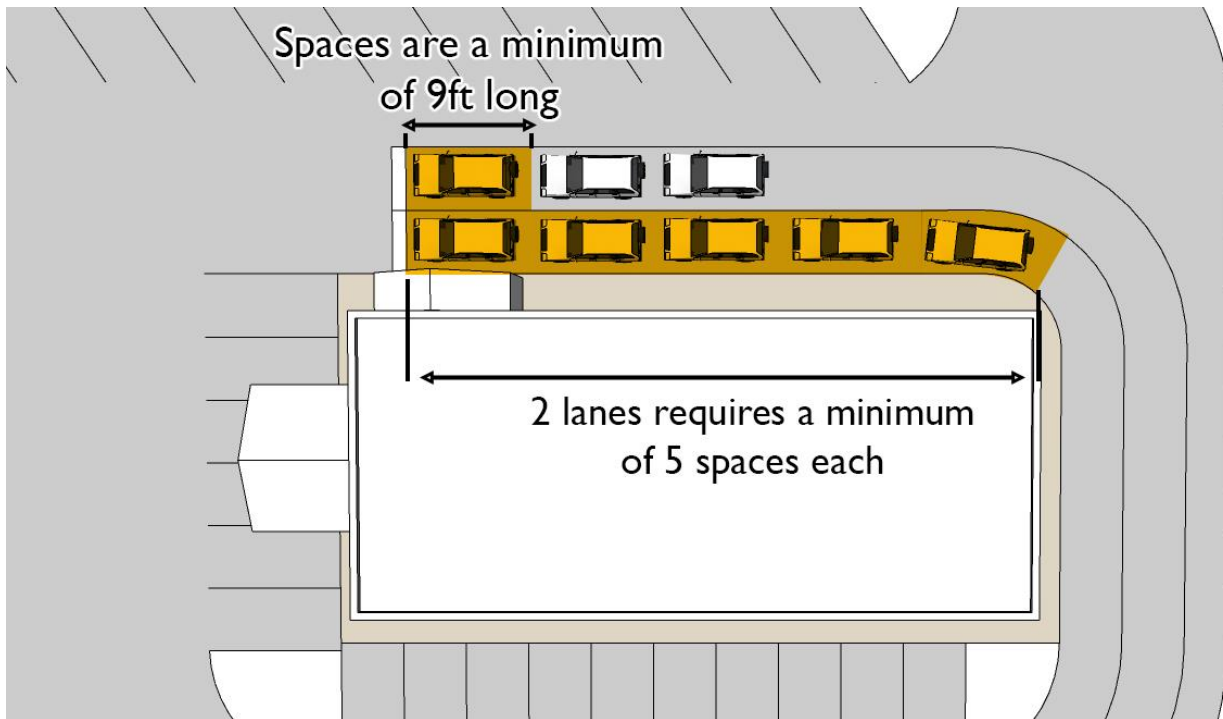 Spaces are a minimum
of 9ft long
2 lanes requires a minimum
of 5 spaces each